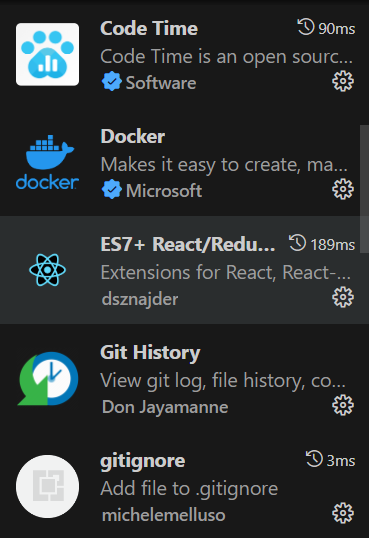 Code Time 90ms
Code Time is an open sourc...
Software
Docker
Makes it easy to create, ma...
docker
Microsoft
ES7+ React/Redu... 189ms
Extensions for React, React-...
dsznajder
Git History
View git log, file history, co...
Don Jayamanne
gitignore 3ms
Add file to .gitignore
michelemelluso